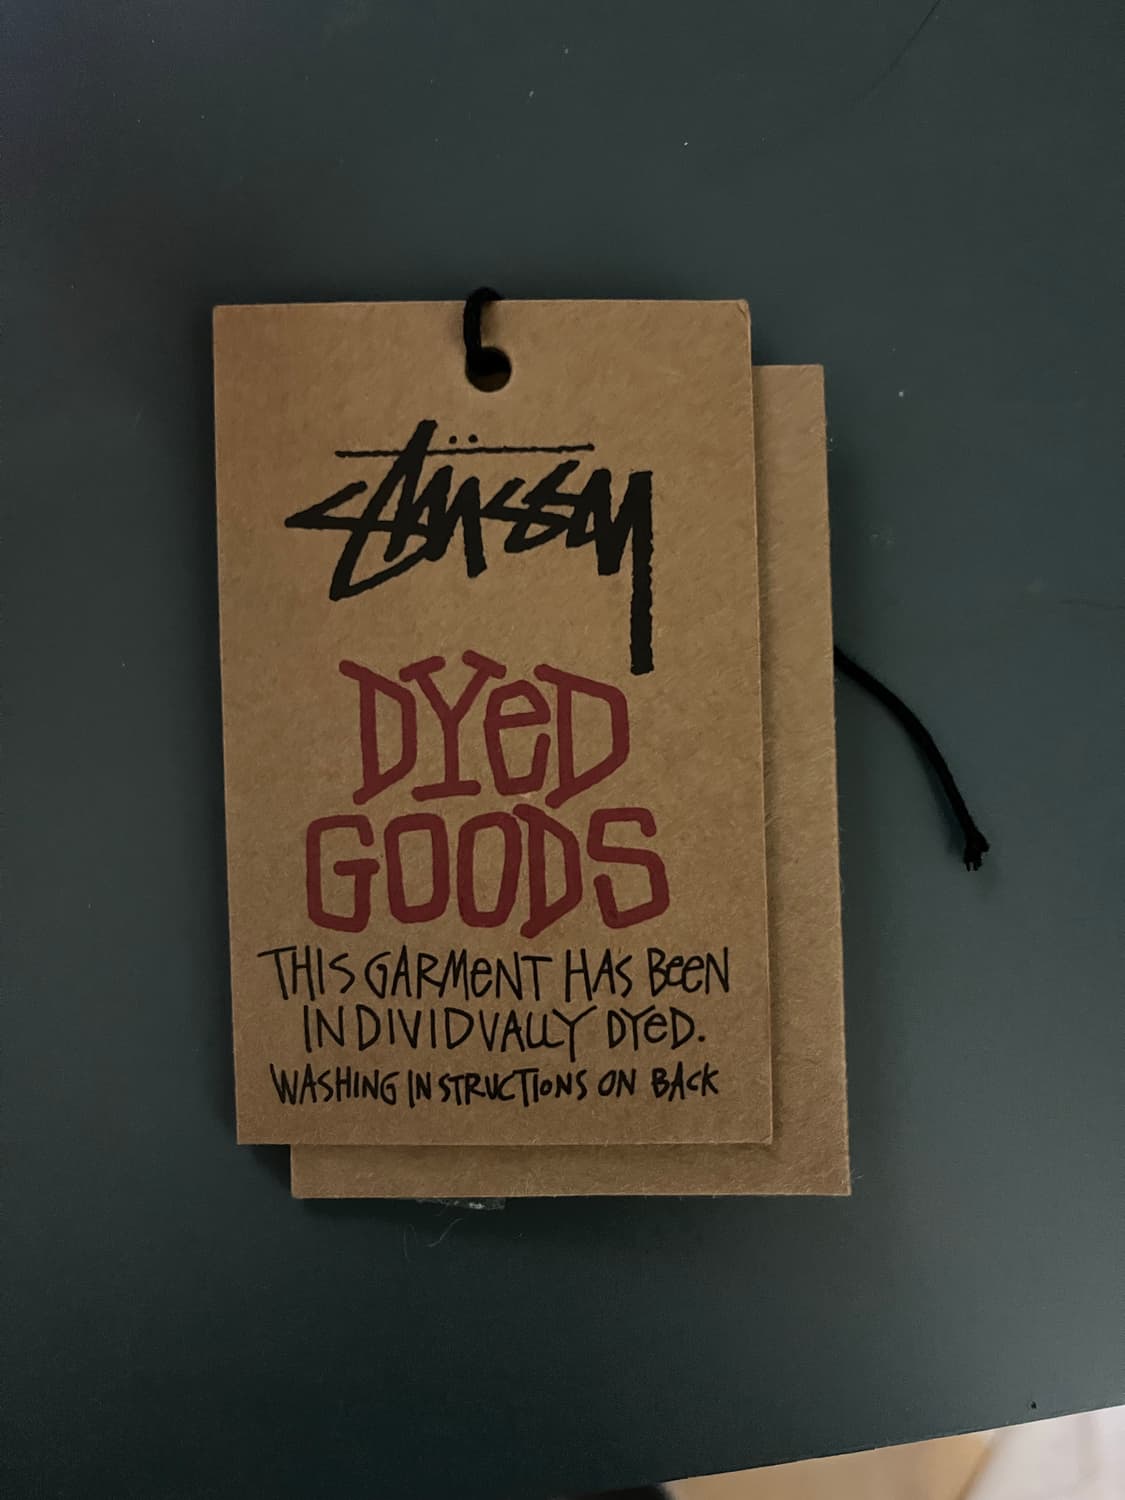 Stüssy
DYeD
GOODS
THIS GARMeNT HAS BeeN
INDIVIDVALLY DYeD.
WASHING INSTRUCTIoNS ON BACK